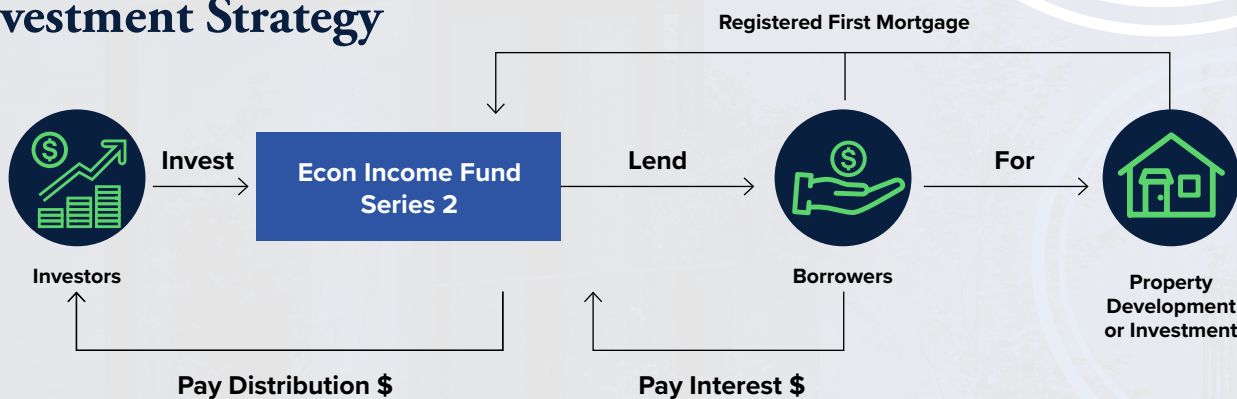 vestment Strategy
Registered First Mortgage
Invest
Econ Income Fund
Series 2
Lend
For
$
$
Investors
Borrowers
Property
Development
or Investment
Pay Distribution $
Pay Interest $